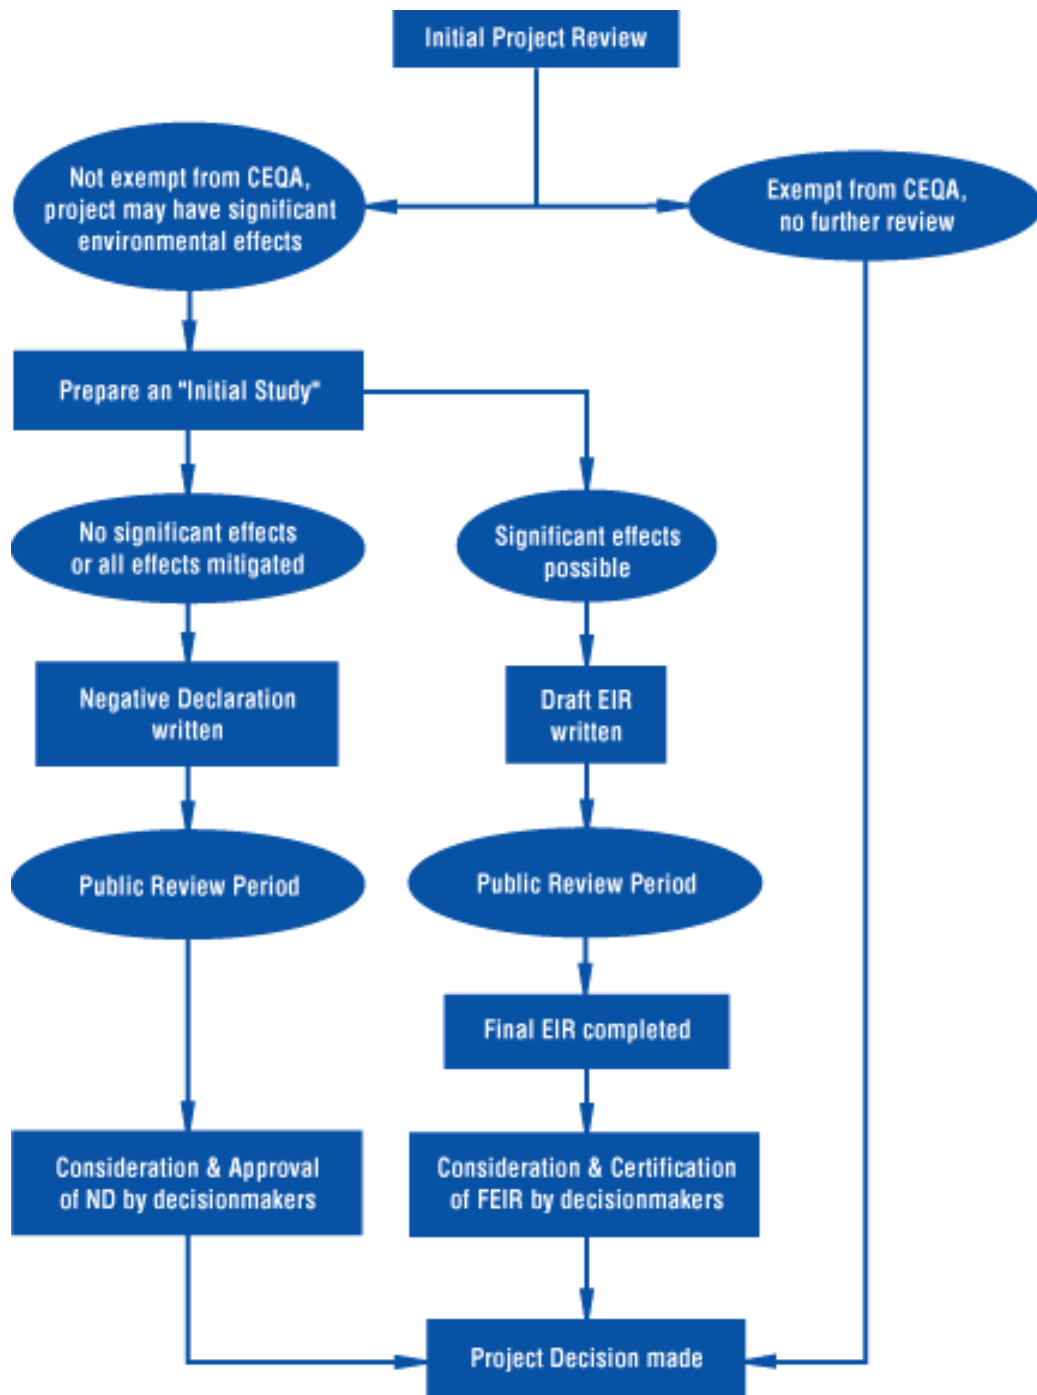 Initial Project Review
Not exempt from CEQA,
project may have significant
environmental effects
Exempt from CEQA,
no further review
Prepare an "Initial Study"
No significant effects
or all effects mitigated
Significant effects
possible
Negative Declaration
written
Draft EIR
written
Public Review Period
Public Review Period
Final EIR completed
Consideration & Approval
of ND by decisionmakers
Consideration & Certification
of FEIR by decisionmakers
Project Decision made